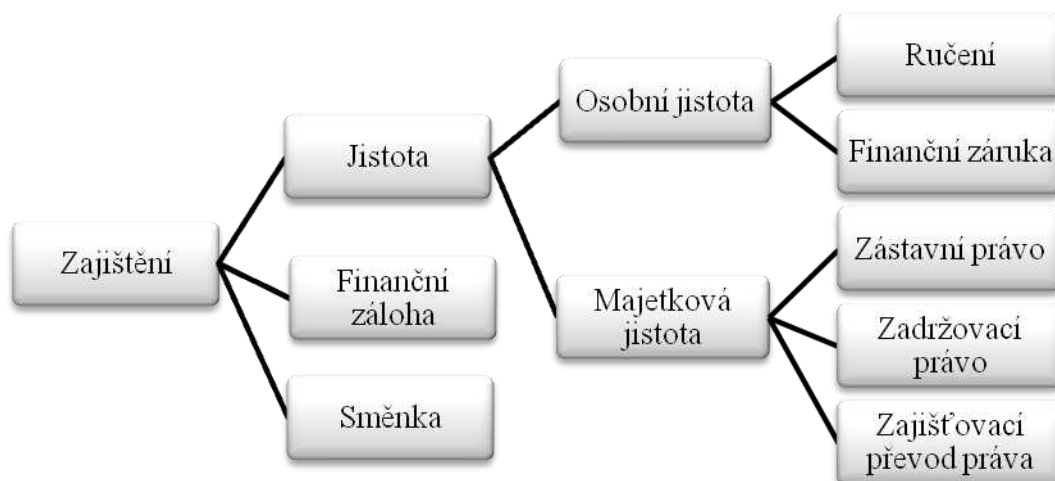 Zajištění
Jistota
Finanční
záloha
Směnka
Osobní jistota
Majetková
jistota
Ručení
Finanční záruka
Zástavní právo
Zadržovací
právo
Zajišťovací
převod práva